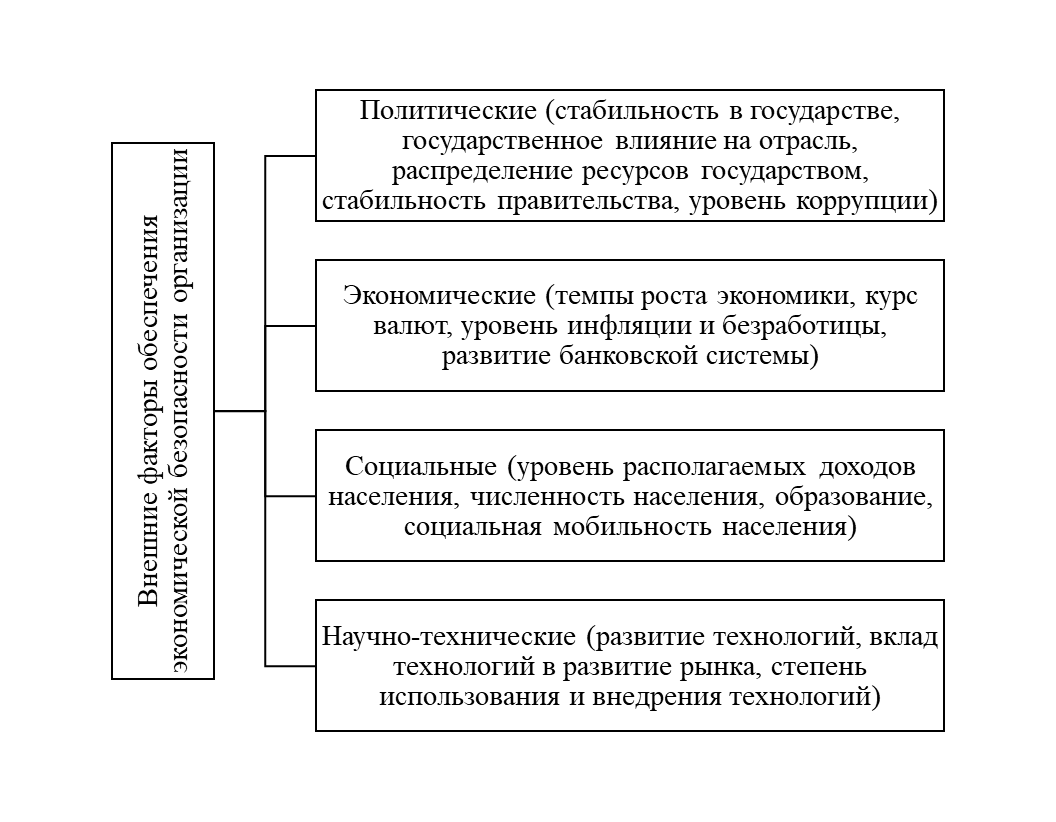 Внешние факторы обеспечения
экономической безопасности организации
Политические (стабильность в государстве,
государственное влияние на отрасль,
распределение ресурсов государством,
стабильность правительства, уровень коррупции)
Экономические (темпы роста экономики, курс
валют, уровень инфляции и безработицы,
развитие банковской системы)
Социальные (уровень располагаемых доходов
населения, численность населения, образование,
социальная мобильность населения)
Научно-технические (развитие технологий, вклад
технологий в развитие рынка, степень
использования и внедрения технологий)